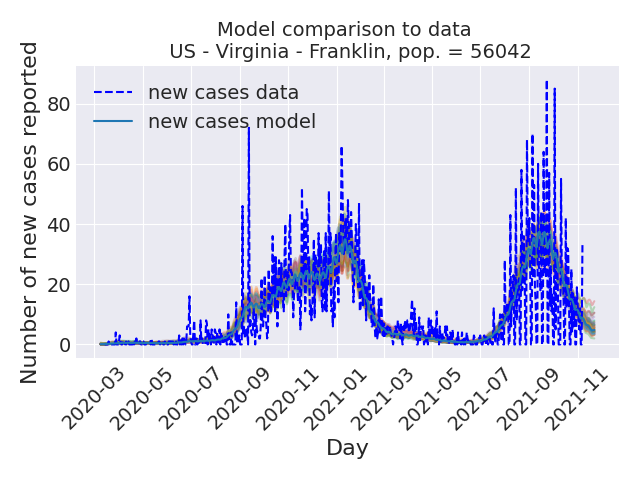 Model comparison to data
US - Virginia - Franklin, pop. = 56042
Number of new cases reported
80
60
40
20
0
new cases data
new cases model
2020-03
2020-05
2020-07
2020-09
2020-11
2021-01
2021-03
2021-05
2021-07
2021-09
2021-11
Day